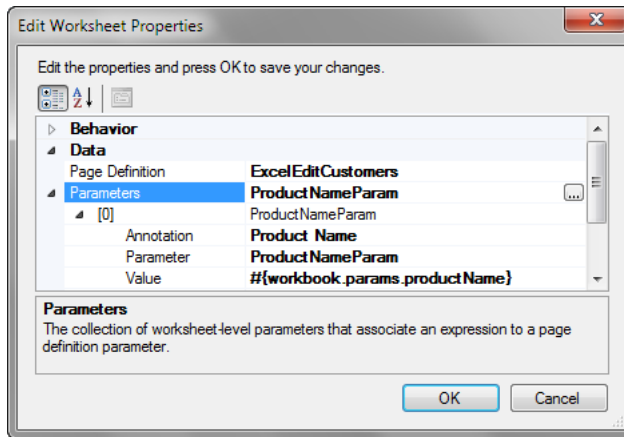 Edit Worksheet Properties
Edit the properties and press OK to save your changes.
A
Z
Behavior
Data
Page Definition ExcelEditCustomers
Parameters ProductNameParam ...
[0] ProductNameParam
Annotation Product Name
Parameter ProductNameParam
Value #{workbook.params.productName}
Parameters
The collection of worksheet-level parameters that associate an expression to a page
definition parameter.
OK Cancel